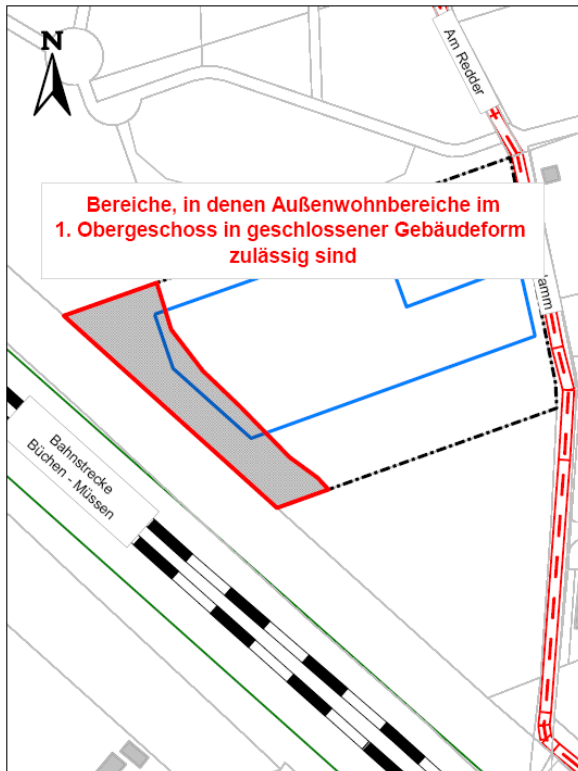 N
Am Redder
Bereiche, in denen Außenwohnbereiche im
1. Obergeschoss in geschlossener Gebäudeform
zulässig sind
Bahnstrecke
Büchen - Müssen